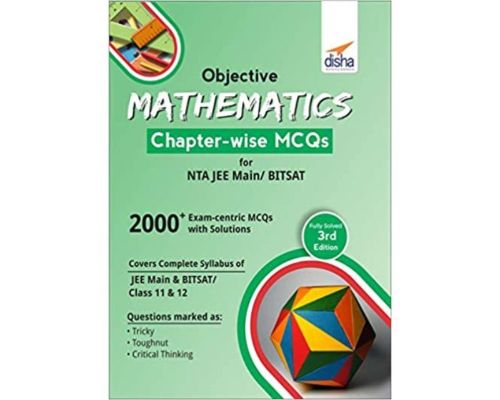 disha
Objective
MATHEMATICS
Chapter-wise MCQs
for
NTA JEE Main/ BITSAT
2000+ Exam-centric MCQs
with Solutions
Fully Solved
3rd
Edition
Covers Complete Syllabus of
JEE Main & BITSAT/
Class 11 & 12
Questions marked as:
• Tricky
• Toughnut
• Critical Thinking